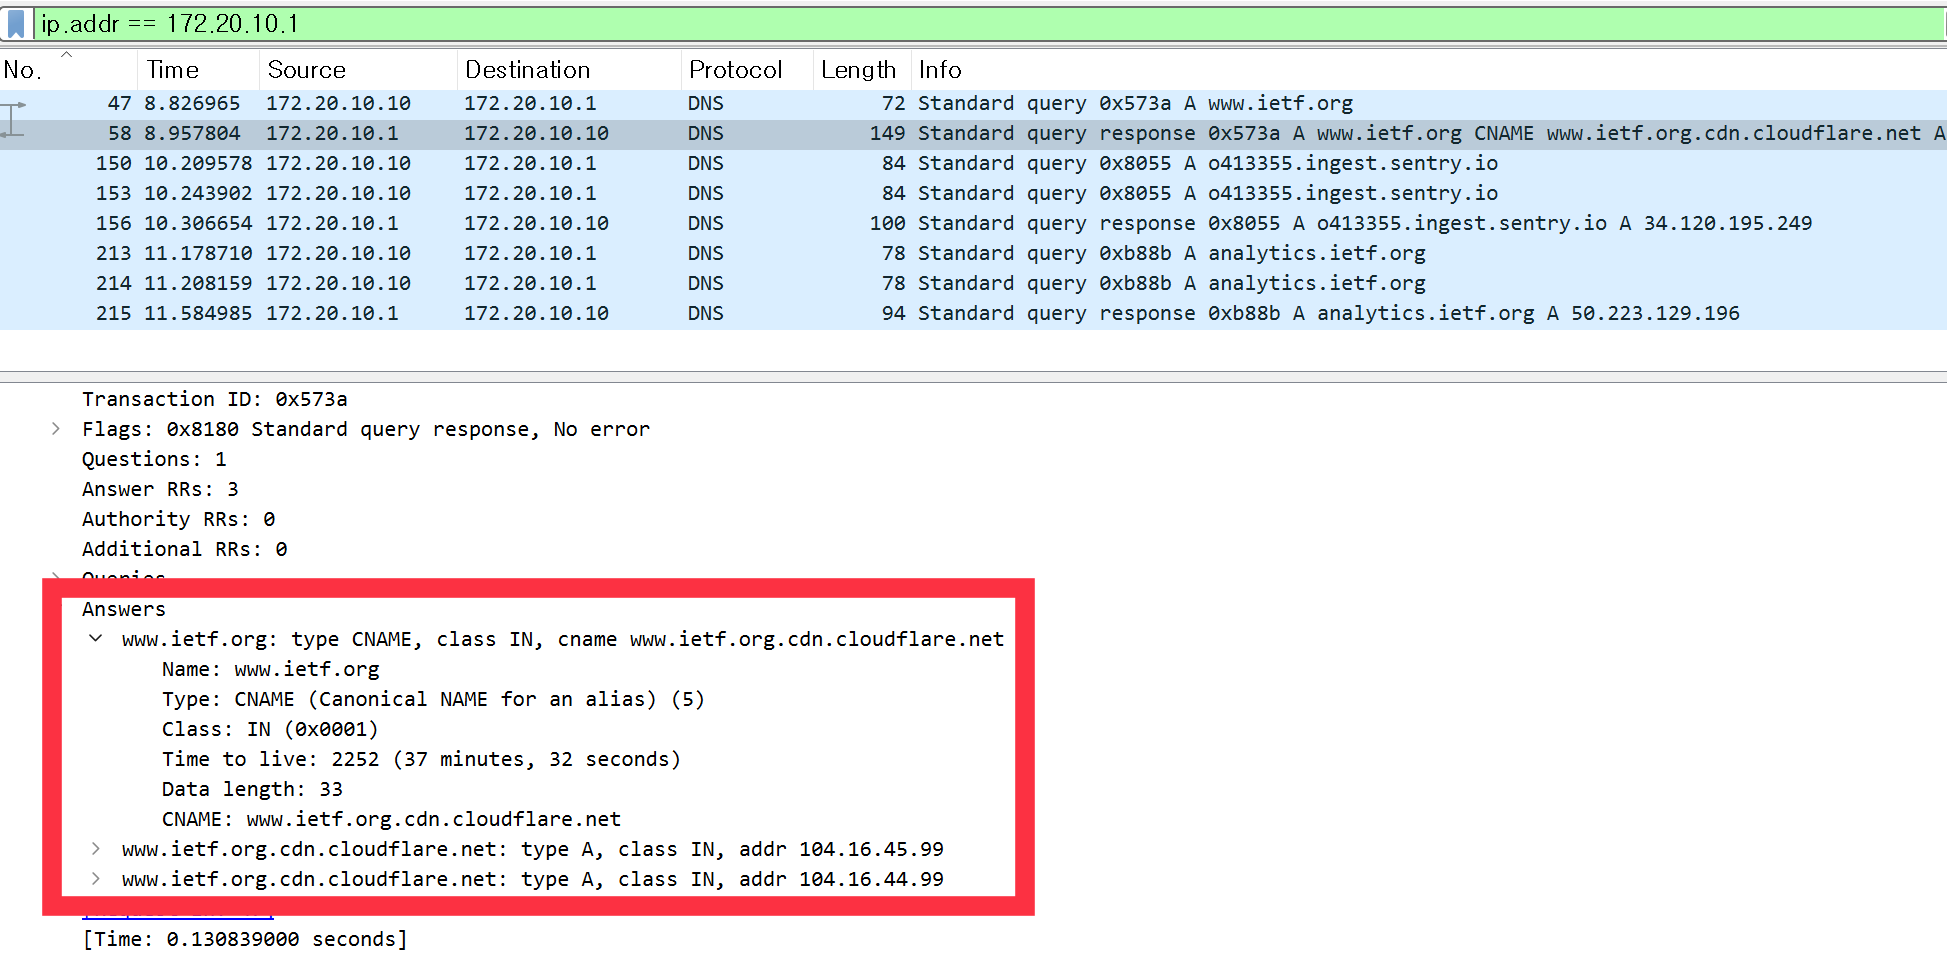 ip.addr == 172.20.10.1
No. Time Source Destination Protocol Length Info
47 8.826965 172.20.10.10 172.20.10.1 DNS 72 Standard query 0x573a A www.ietf.org
58 8.957804 172.20.10.1 172.20.10.10 DNS 149 Standard query response 0x573a A www.ietf.org CNAME www.ietf.org.cdn.cloudflare.net A
150 10.209578 172.20.10.10 172.20.10.1 DNS 84 Standard query 0x8055 A o413355.ingest.sentry.io
153 10.243902 172.20.10.10 172.20.10.1 DNS 84 Standard query 0x8055 A o413355.ingest.sentry.io
156 10.306654 172.20.10.1 172.20.10.10 DNS 100 Standard query response 0x8055 A o413355.ingest.sentry.io A 34.120.195.249
213 11.178710 172.20.10.10 172.20.10.1 DNS 78 Standard query 0xb88b A analytics.ietf.org
214 11.208159 172.20.10.10 172.20.10.1 DNS 78 Standard query 0xb88b A analytics.ietf.org
215 11.584985 172.20.10.1 172.20.10.10 DNS 94 Standard query response 0xb88b A analytics.ietf.org A 50.223.129.196
Transaction ID: 0x573a
Flags: 0x8180 Standard query response, No error
Questions: 1
Answer RRs: 3
Authority RRs: 0
Additional RRs: 0
Queries
Answers
www.ietf.org: type CNAME, class IN, cname www.ietf.org.cdn.cloudflare.net
Name: www.ietf.org
Type: CNAME (Canonical NAME for an alias) (5)
Class: IN (0x0001)
Time to live: 2252 (37 minutes, 32 seconds)
Data length: 33
CNAME: www.ietf.org.cdn.cloudflare.net
www.ietf.org.cdn.cloudflare.net: type A, class IN, addr 104.16.45.99
www.ietf.org.cdn.cloudflare.net: type A, class IN, addr 104.16.44.99
[Time: 0.130839000 seconds]